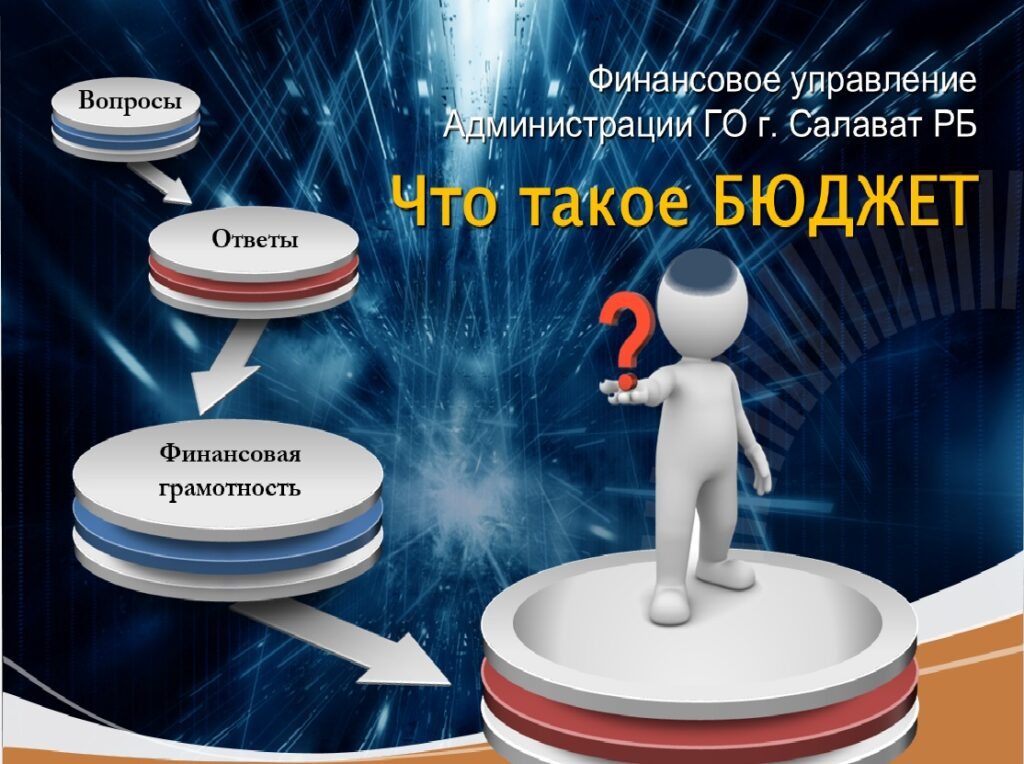 Финансовое управление
Администрации ГО г. Салават РБ
Что такое БЮДЖЕТ
Вопросы
Ответы
Финансовая
грамотность
?